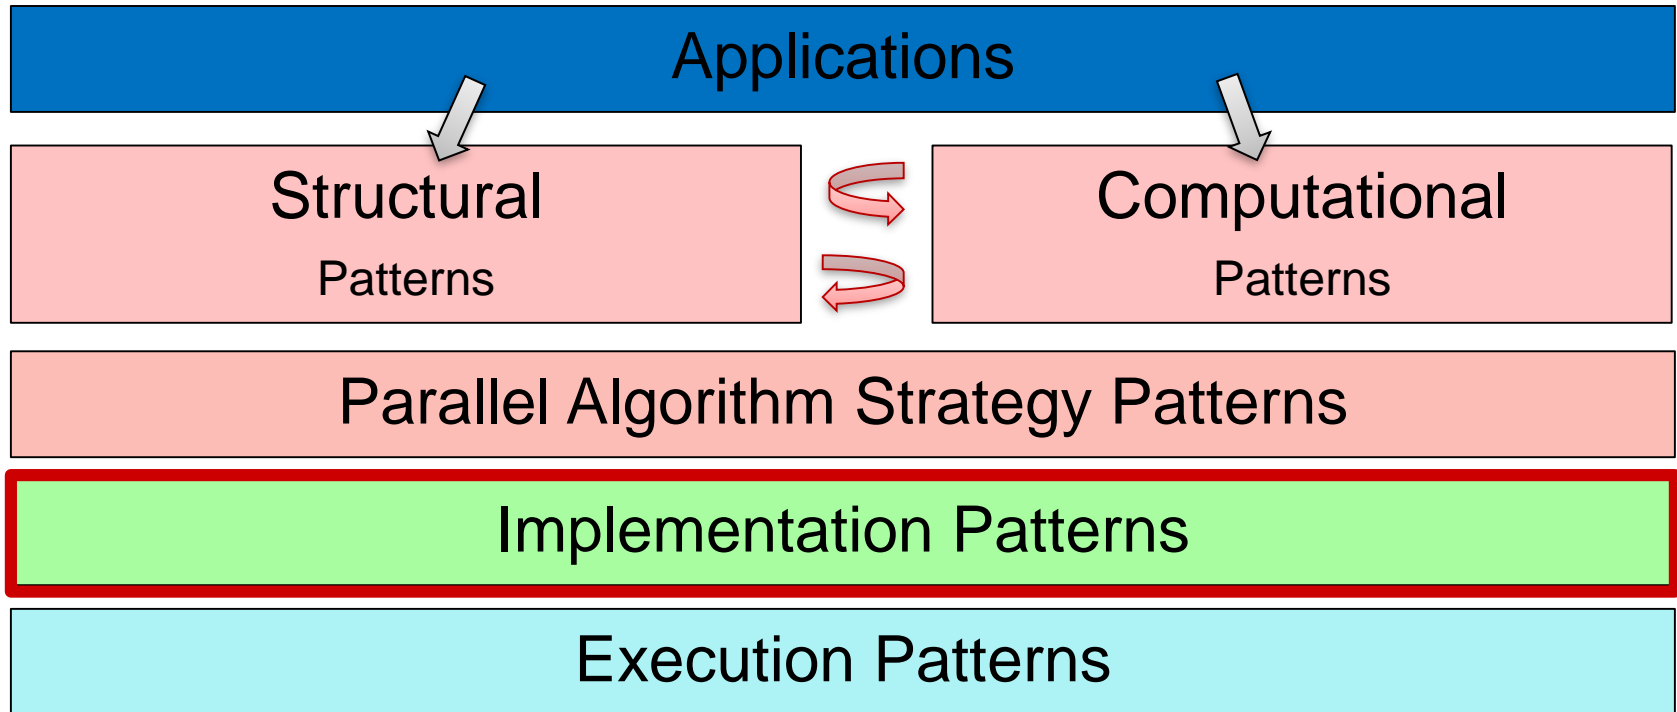 Applications
Structural
Patterns
Computational
Patterns
Parallel Algorithm Strategy Patterns
Implementation Patterns
Execution Patterns